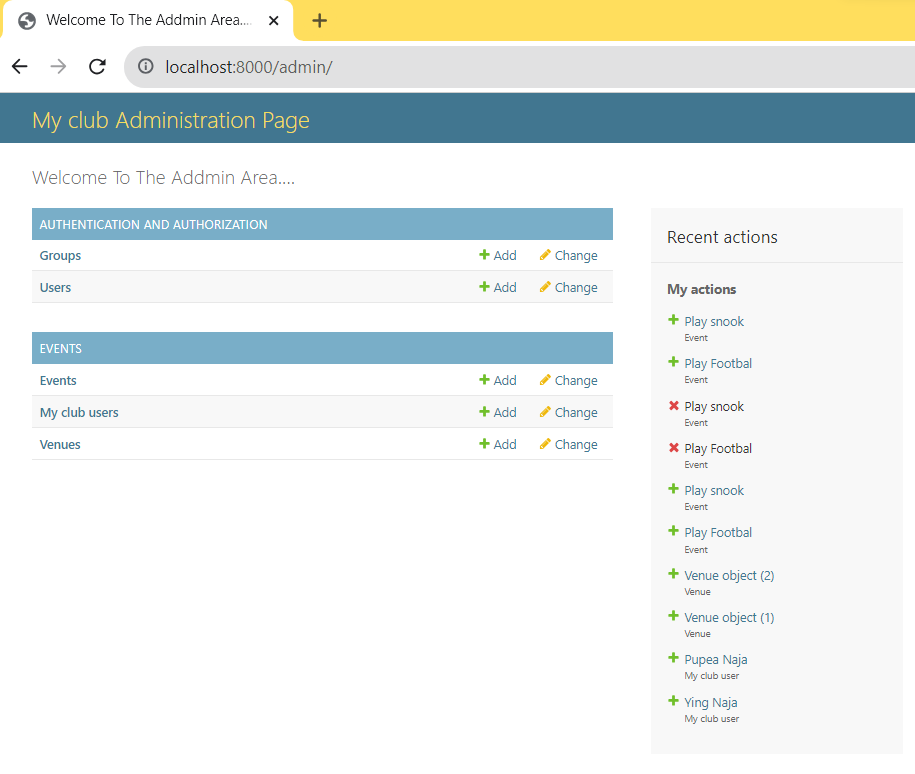 Welcome To The Addmin Area....
localhost:8000/admin/
My club Administration Page
Welcome To The Addmin Area....
AUTHENTICATION AND AUTHORIZATION
Groups Add Change
Users Add Change
EVENTS
Events Add Change
My club users Add Change
Venues Add Change
Recent actions
My actions
Play snook
Event
Play Footbal
Event
Play snook
Event
Play Footbal
Event
Play snook
Event
Play Footbal
Event
Venue object (2)
Venue
Venue object (1)
Venue
Pupea Naja
My club user
Ying Naja
My club user